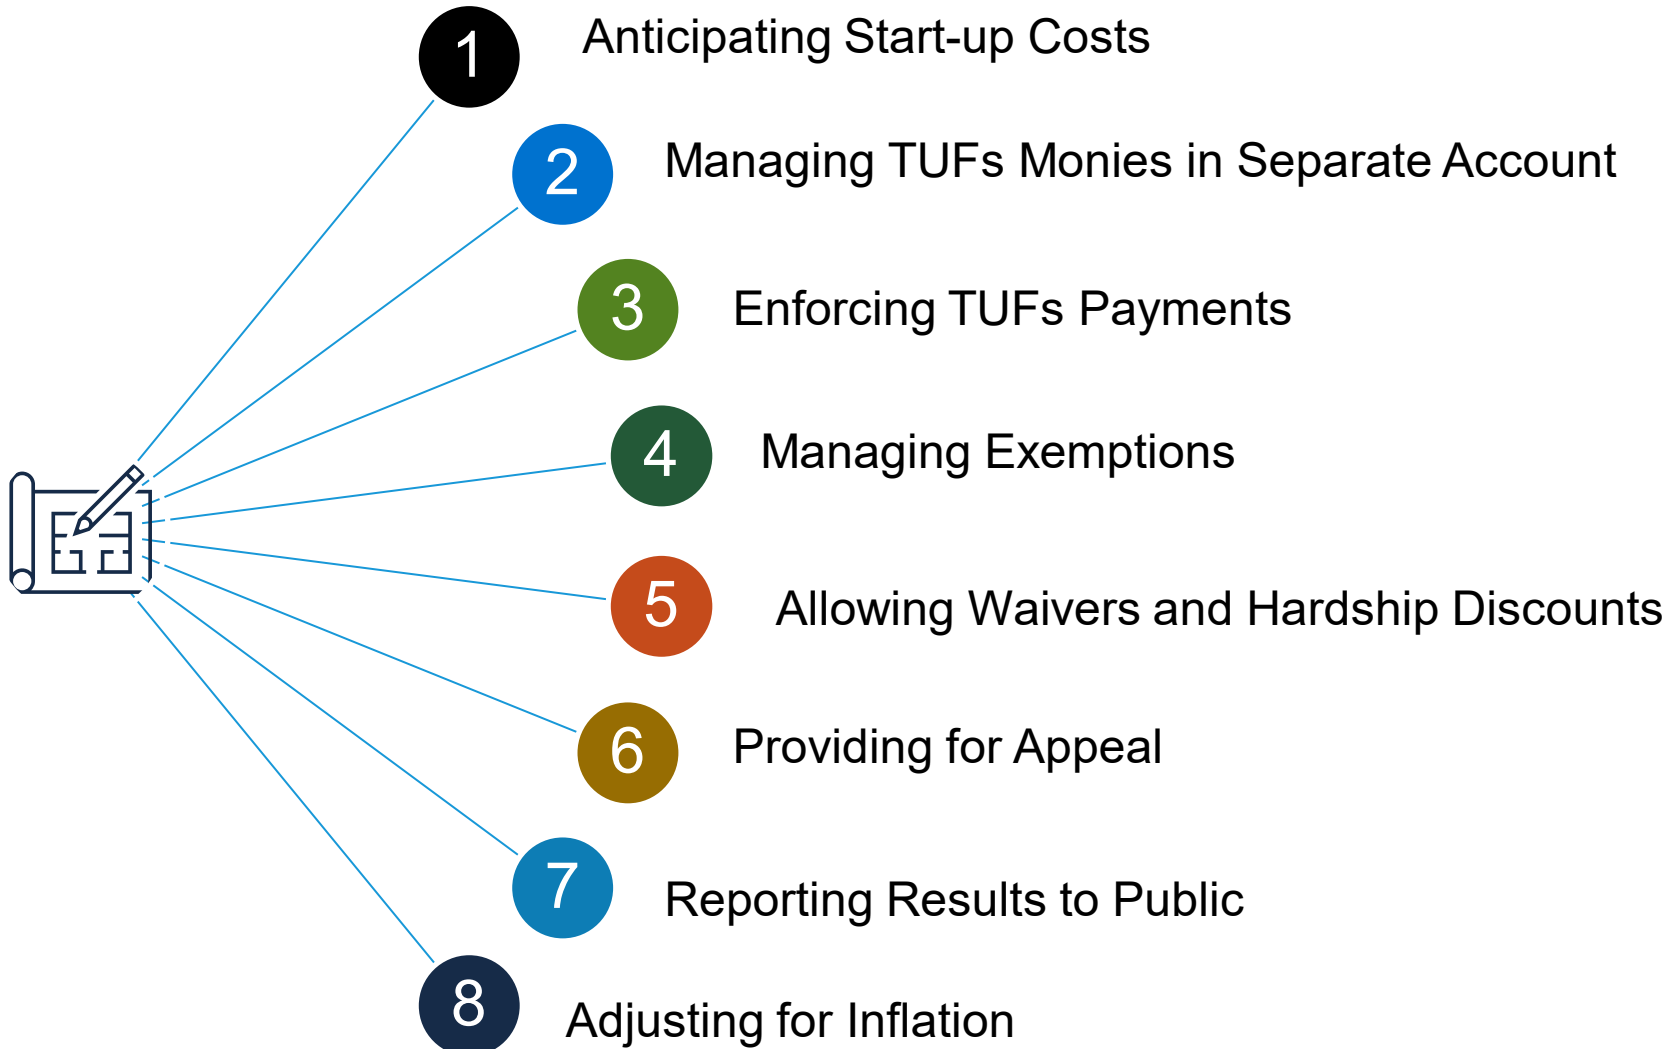 1 Anticipating Start-up Costs
2 Managing TUFs Monies in Separate Account
3 Enforcing TUFs Payments
4 Managing Exemptions
5 Allowing Waivers and Hardship Discounts
6 Providing for Appeal
7 Reporting Results to Public
8 Adjusting for Inflation